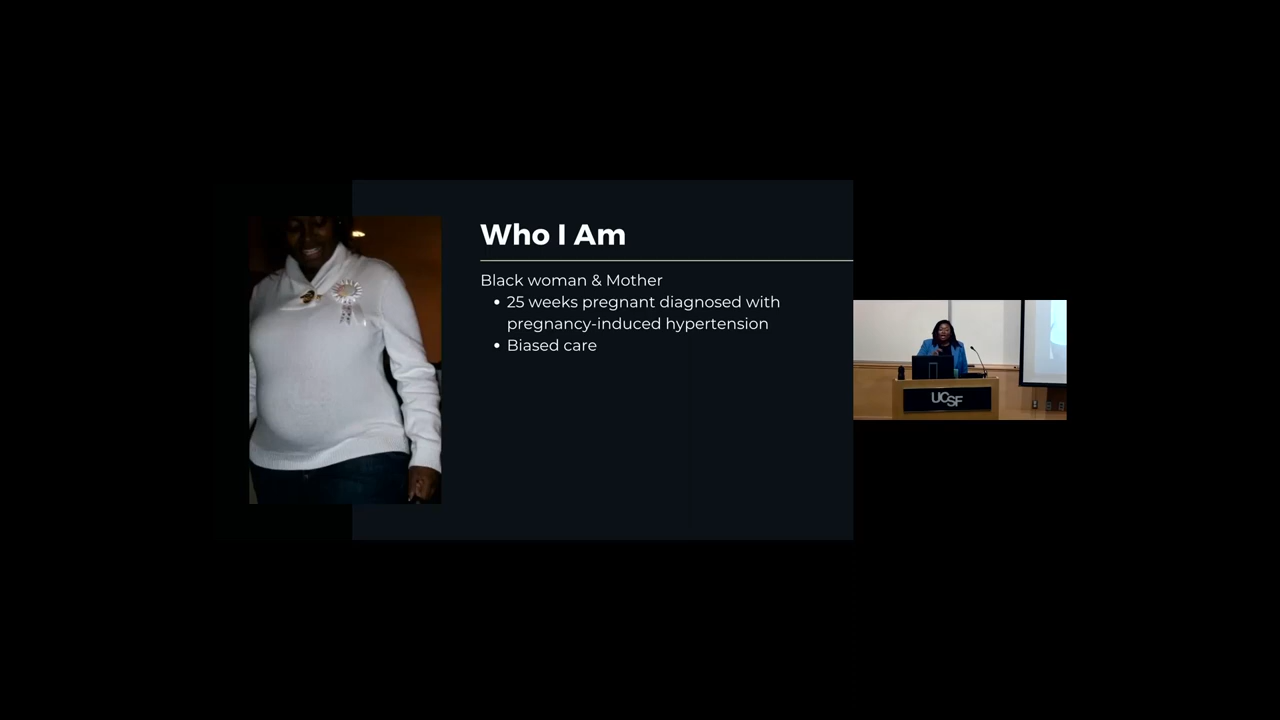 Who I Am
Black woman & Mother
• 25 weeks pregnant diagnosed with
pregnancy-induced hypertension
• Biased care
UCSF